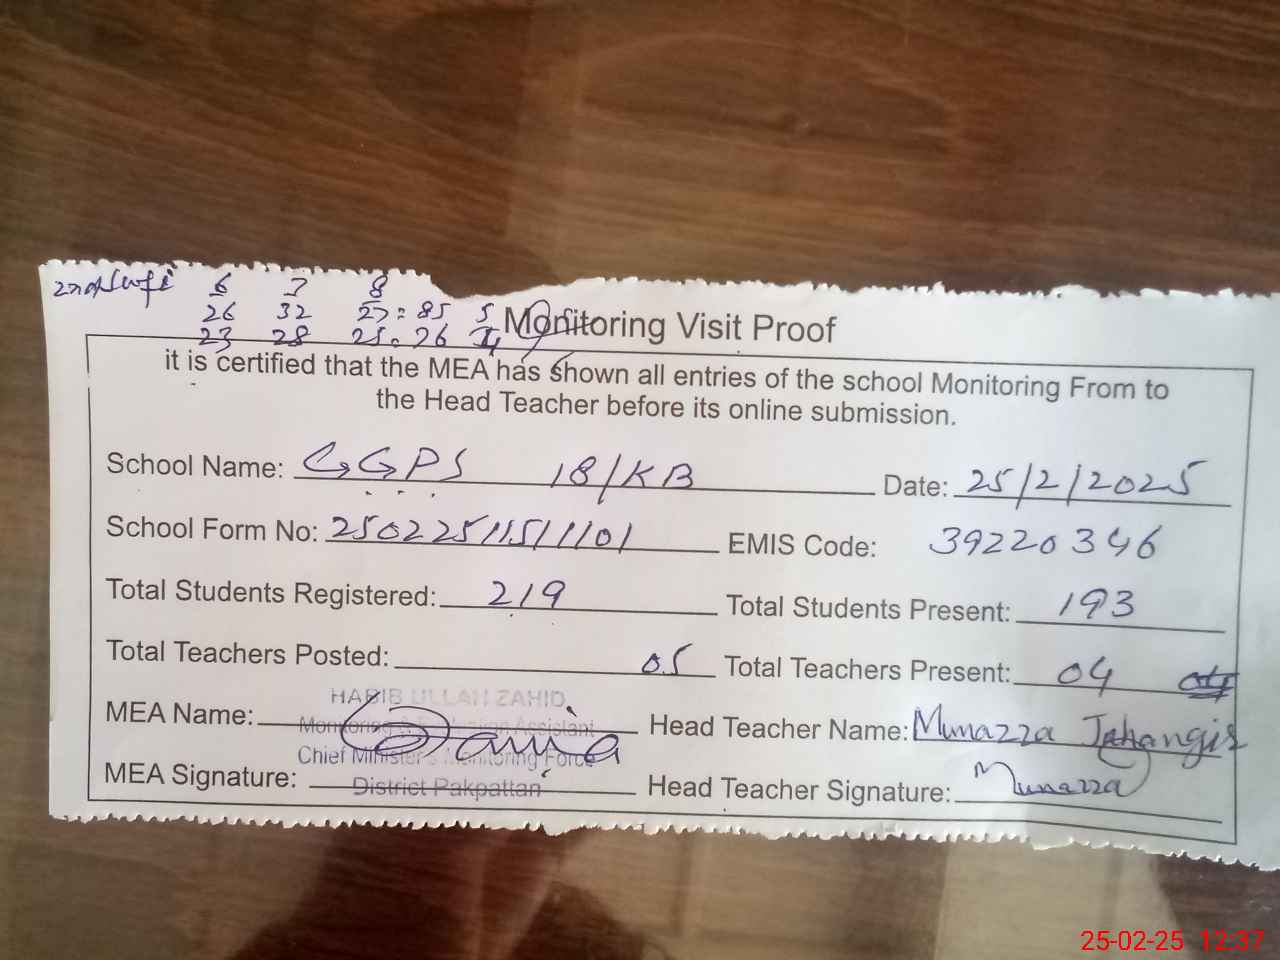 6 7 8
26 32 27 = 85 5
23 28 25 = 76 4
Monitoring Visit Proof
it is certified that the MEA has shown all entries of the school Monitoring From to
the Head Teacher before its online submission.
School Name: GGPS 18/KB Date: 25/2/2025
School Form No: 25022511511101 EMIS Code: 39220346
Total Students Registered: 219 Total Students Present: 193
Total Teachers Posted: 05 Total Teachers Present: 04
HABIB ULLAH ZAHID
MEA Name: Monitoring & Evaluation Assistant Head Teacher Name: Munazza Jahangir
Chief Minister's Monitoring Force
MEA Signature: District Pakpattan Head Teacher Signature: Munazza
25-02-25 12:37